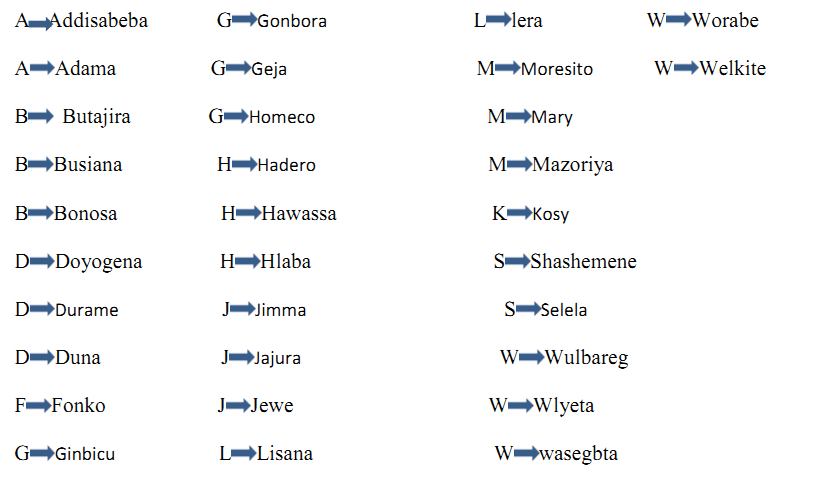 A Addisabeba G Gonbora L lera W Worabe
A Adama G Geja M Moresito W Welkite
B Butajira G Homeco M Mary
B Busiana H Hadero M Mazoriya
B Bonosa H Hawassa K Kosy
D Doyogena H Hlaba S Shashemene
D Durame J Jimma S Selela
D Duna J Jajura W Wulbareg
F Fonko J Jewe W Wlyeta
G Ginbicu L Lisana W wasegbta